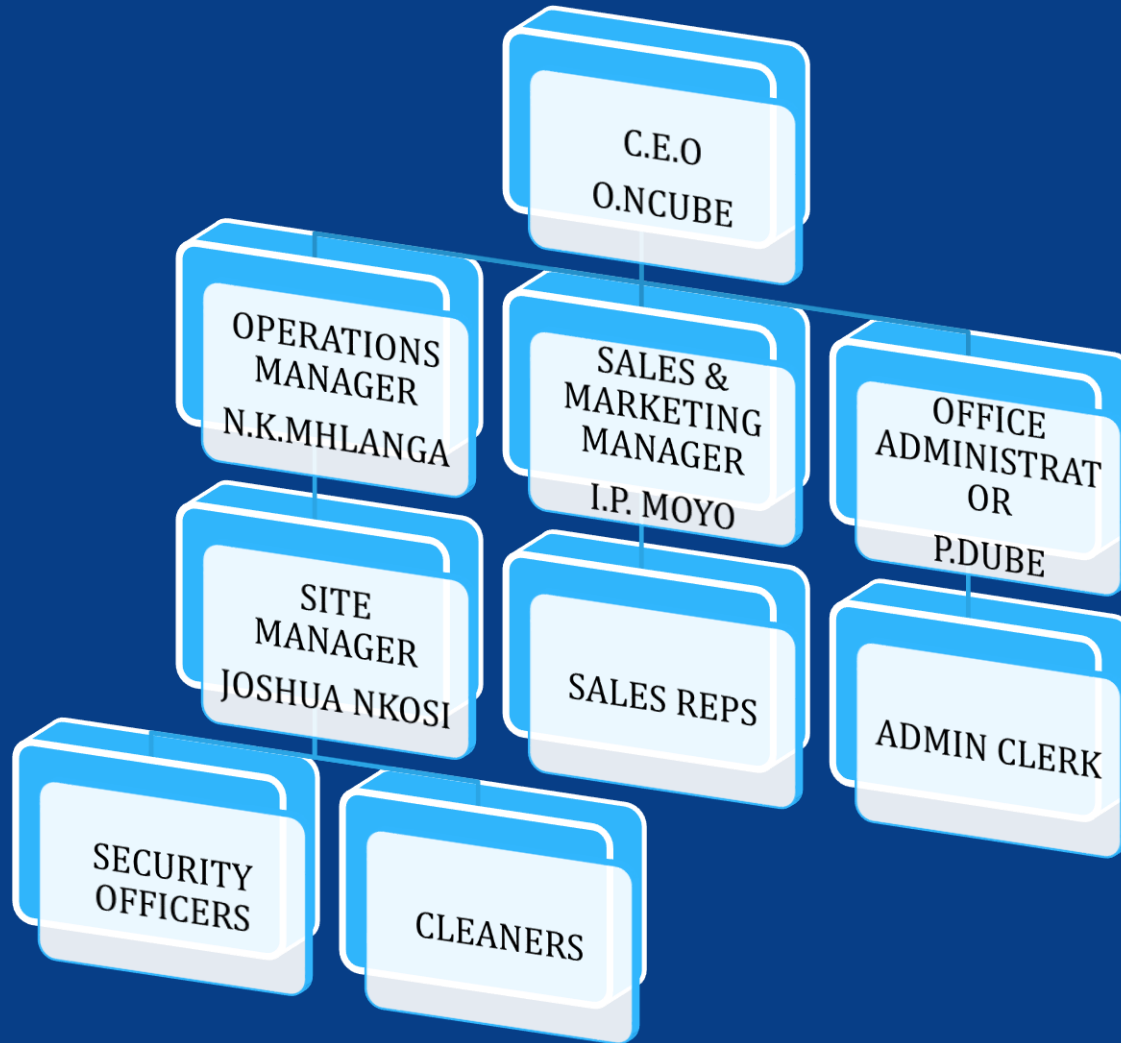 C.E.O
O.NCUBE
OPERATIONS
MANAGER
N.K.MHLANGA
SALES &
MARKETING
MANAGER
I.P. MOYO
OFFICE
ADMINISTRAT
OR
P.DUBE
SITE
MANAGER
JOSHUA NKOSI
SALES REPS
ADMIN CLERK
SECURITY
OFFICERS
CLEANERS